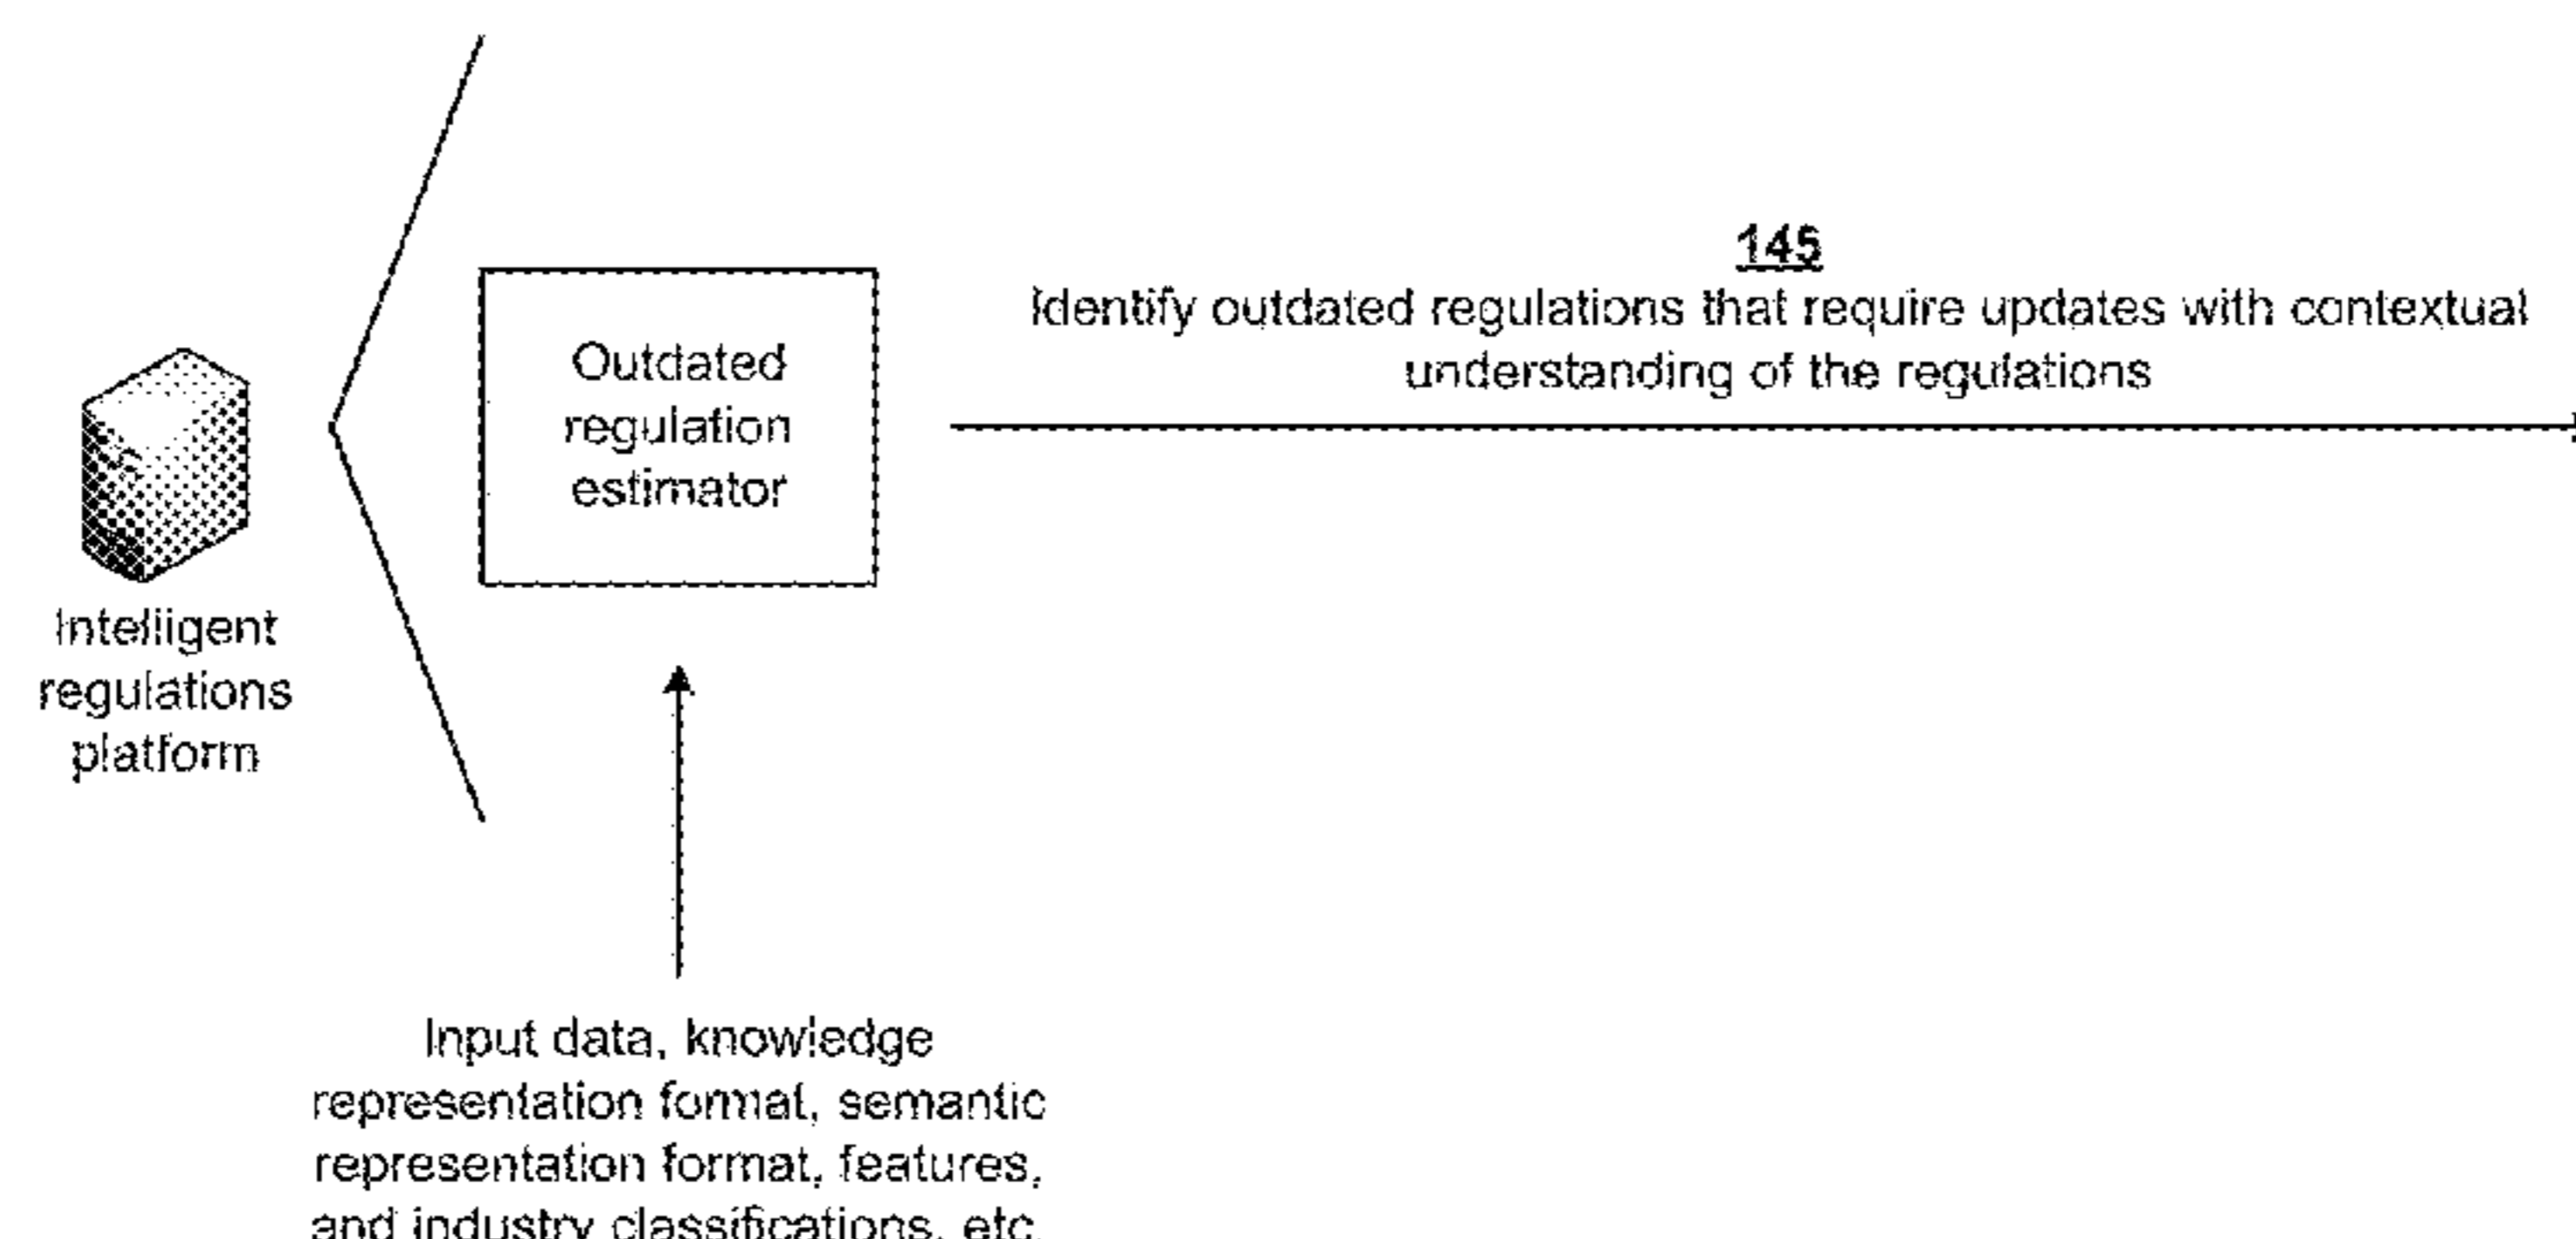 145
Identify outdated regulations that require updates with contextual
understanding of the regulations
Outdated
regulation
estimator
Intelligent
regulations
platform
Input data, knowledge
representation format, semantic
representation format, features,
and industry classifications, etc.